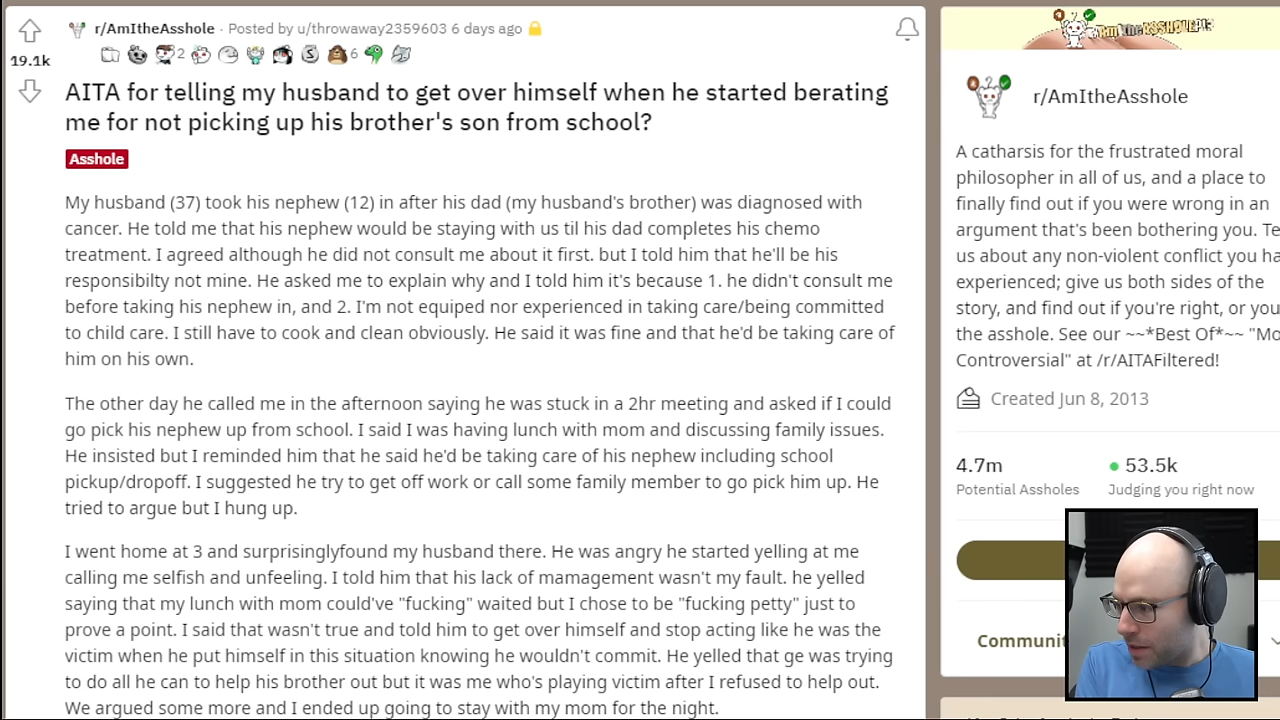 r/AmItheAsshole · Posted by u/throwaway2359603 6 days ago
19.1k
2
6
AITA for telling my husband to get over himself when he started berating
me for not picking up his brother's son from school?
Asshole
My husband (37) took his nephew (12) in after his dad (my husband's brother) was diagnosed with
cancer. He told me that his nephew would be staying with us til his dad completes his chemo
treatment. I agreed although he did not consult me about it first. but I told him that he'll be his
responsibilty not mine. He asked me to explain why and I told him it's because 1. he didn't consult me
before taking his nephew in, and 2. I'm not equiped nor experienced in taking care/being committed
to child care. I still have to cook and clean obviously. He said it was fine and that he'd be taking care of
him on his own.
The other day he called me in the afternoon saying he was stuck in a 2hr meeting and asked if I could
go pick his nephew up from school. I said I was having lunch with mom and discussing family issues.
He insisted but I reminded him that he said he'd be taking care of his nephew including school
pickup/dropoff. I suggested he try to get off work or call some family member to go pick him up. He
tried to argue but I hung up.
I went home at 3 and surprisinglyfound my husband there. He was angry he started yelling at me
calling me selfish and unfeeling. I told him that his lack of mamagement wasn't my fault. he yelled
saying that my lunch with mom could've "fucking" waited but I chose to be "fucking petty" just to
prove a point. I said that wasn't true and told him to get over himself and stop acting like he was the
victim when he put himself in this situation knowing he wouldn't commit. He yelled that ge was trying
to do all he can to help his brother out but it was me who's playing victim after I refused to help out.
We argued some more and I ended up going to stay with my mom for the night.
r/AmItheAsshole
A catharsis for the frustrated moral
philosopher in all of us, and a place to
finally find out if you were wrong in an
argument that's been bothering you. Te
us about any non-violent conflict you ha
experienced; give us both sides of the
story, and find out if you're right, or you
the asshole. See our ~~*Best Of*~~ "Mo
Controversial" at /r/AITAFiltered!
Created Jun 8, 2013
4.7m
53.5k
Potential Assholes
Judging you right now
Communit